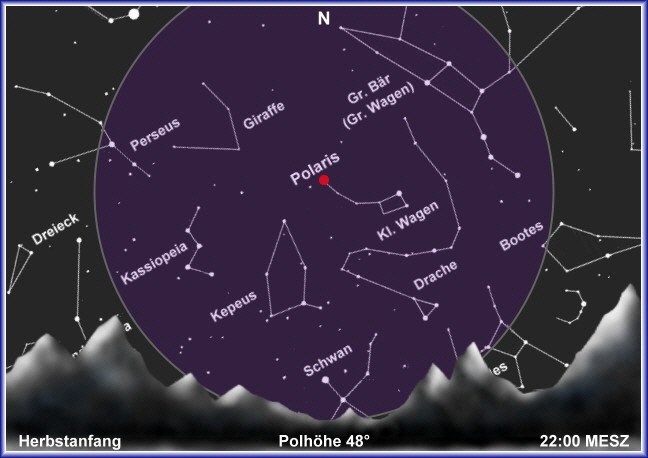 N
Gr. Bär
(Gr. Wagen)
Giraffe
Perseus
Polaris
Kl. Wagen
Dreieck
Bootes
Kassiopeia
Drache
Kepeus
Schwan
Herbstanfang
Polhöhe 48°
22:00 MESZ